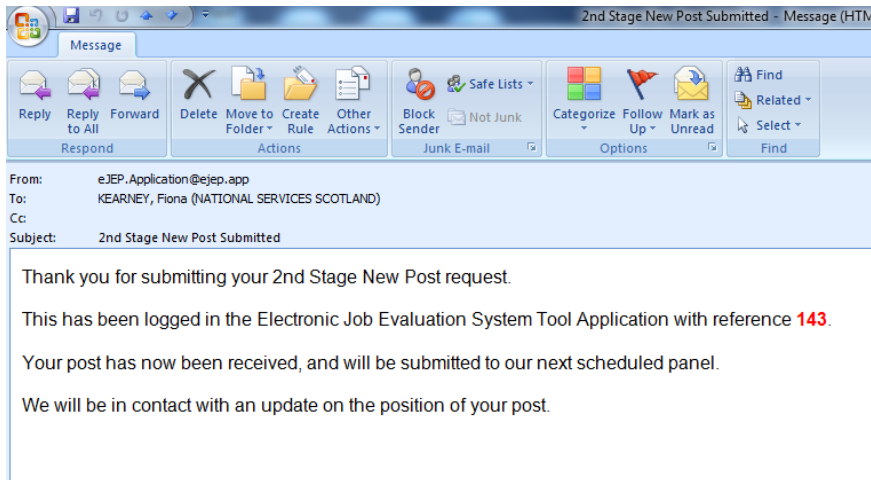 2nd Stage New Post Submitted - Message (HTM
Message
Reply
Reply to All
Forward
Respond
Delete
Move to Folder
Create Rule
Other Actions
Actions
Block Sender
Safe Lists
Not Junk
Junk E-mail
Categorize
Follow Up
Mark as Unread
Options
Find
Related
Select
Find
From: eJEP.Application@ejep.app
To: KEARNEY, Fiona (NATIONAL SERVICES SCOTLAND)
Cc:
Subject: 2nd Stage New Post Submitted
Thank you for submitting your 2nd Stage New Post request.
This has been logged in the Electronic Job Evaluation System Tool Application with reference 143.
Your post has now been received, and will be submitted to our next scheduled panel.
We will be in contact with an update on the position of your post.